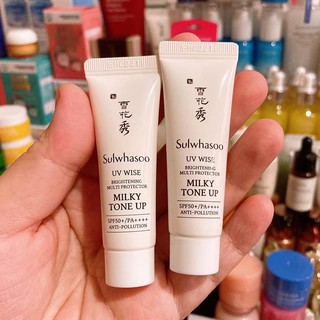 雪花秀
Sulwhasoo
UV WISE
BRIGHTENING
MULTI PROTECTOR
MILKY
TONE UP
SPF50+/PA++++
ANTI-POLLUTION
雪花秀
Sulwhasoo
UV WISE
BRIGHTENING
MULTI PROTECTOR
MILKY
TONE UP
SPF50+/PA++++
ANTI-POLLUTION